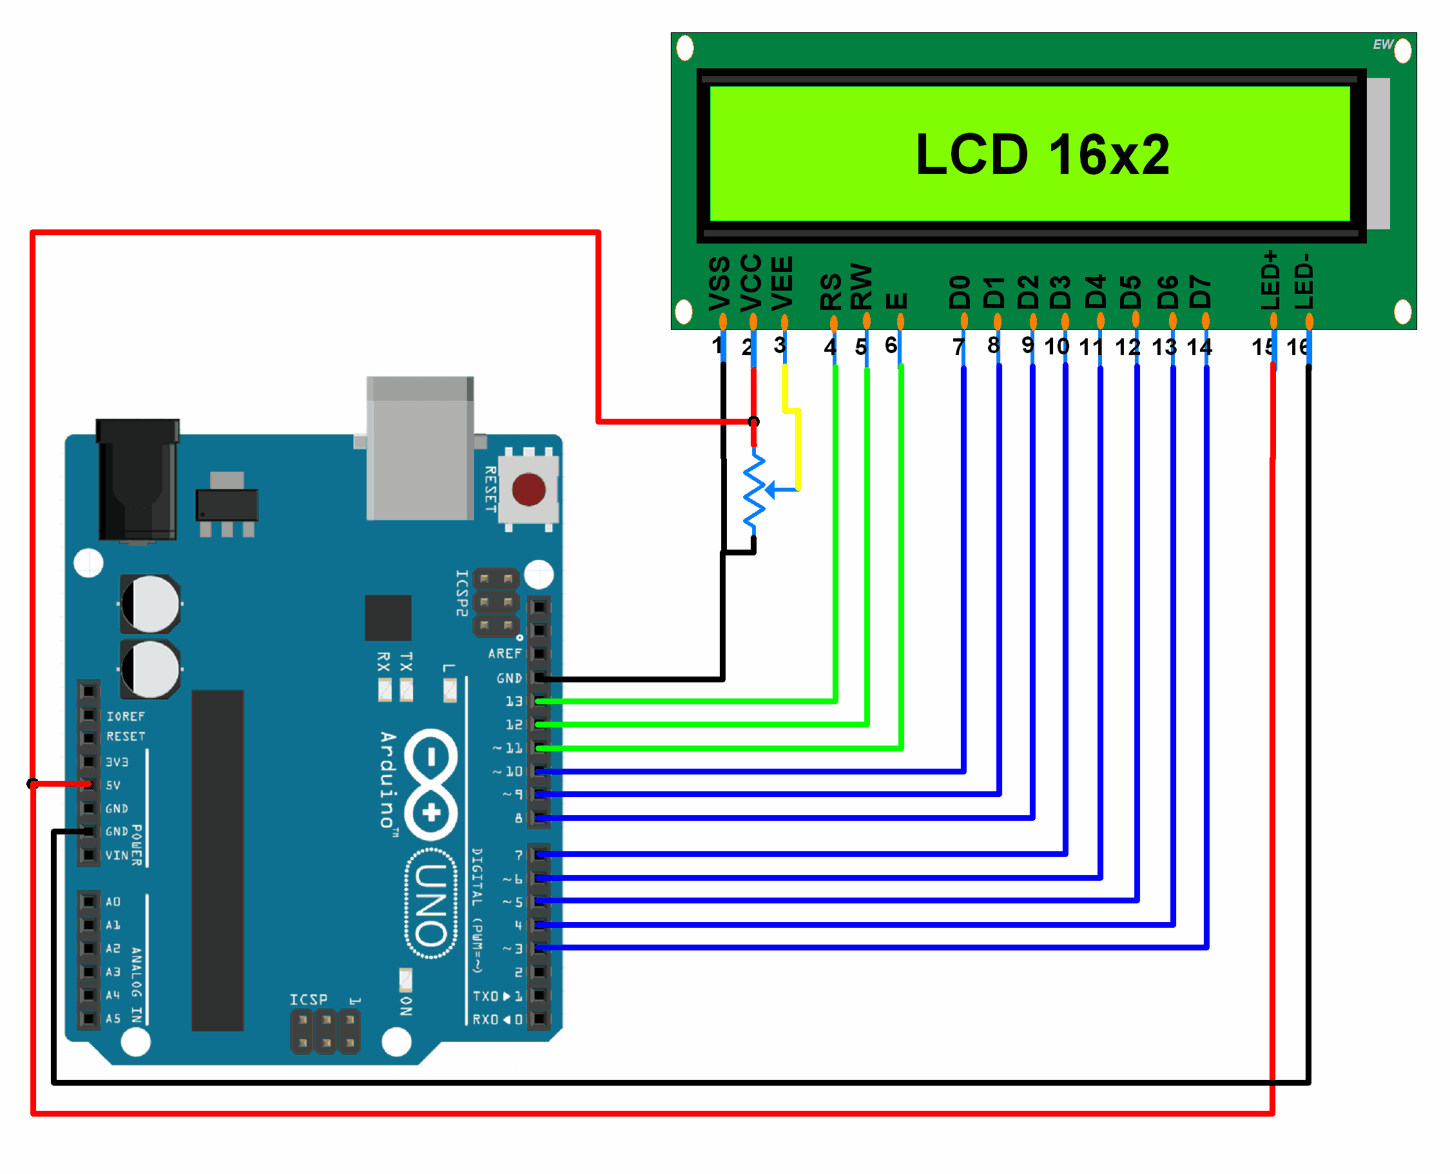 EW
LCD 16x2
VSS
VCC
VEE
RS
RW
E
D0
D1
D2
D3
D4
D5
D6
D7
LED+
LED-
1
2
3
4
5
6
7
8
9
10
11
12
13
14
15
16
RESET
ICSP2
AREF
GND
13
12
~11
~10
~9
8
7
~6
~5
4
~3
2
TX0▶1
RX0◀0
RX
TX
L
IOREF
RESET
3V3
5V
GND
GND
VIN
POWER
A0
A1
A2
A3
A4
A5
ANALOG IN
Arduino™
UNO
DIGITAL (PWM=~)
ON
ICSP
1